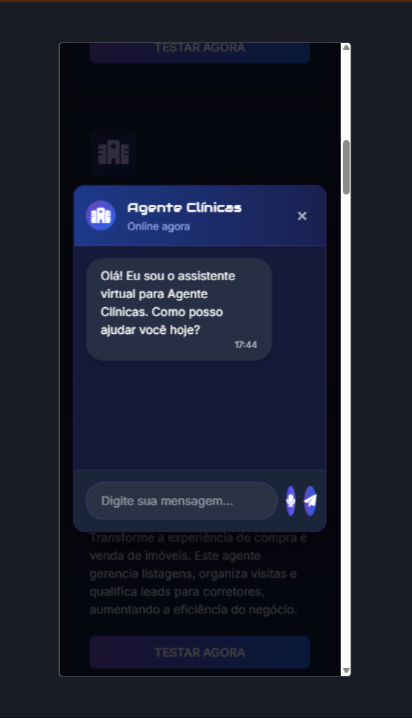 TESTAR AGORA
Agente Clínicas
Online agora
Olá! Eu sou o assistente
virtual para Agente
Clínicas. Como posso
ajudar você hoje?
17:44
Digite sua mensagem...
Transforme a experiência de compra e
venda de imóveis. Este agente
gerencia listagens, organiza visitas e
qualifica leads para corretores,
aumentando a eficiência do negócio.
TESTAR AGORA